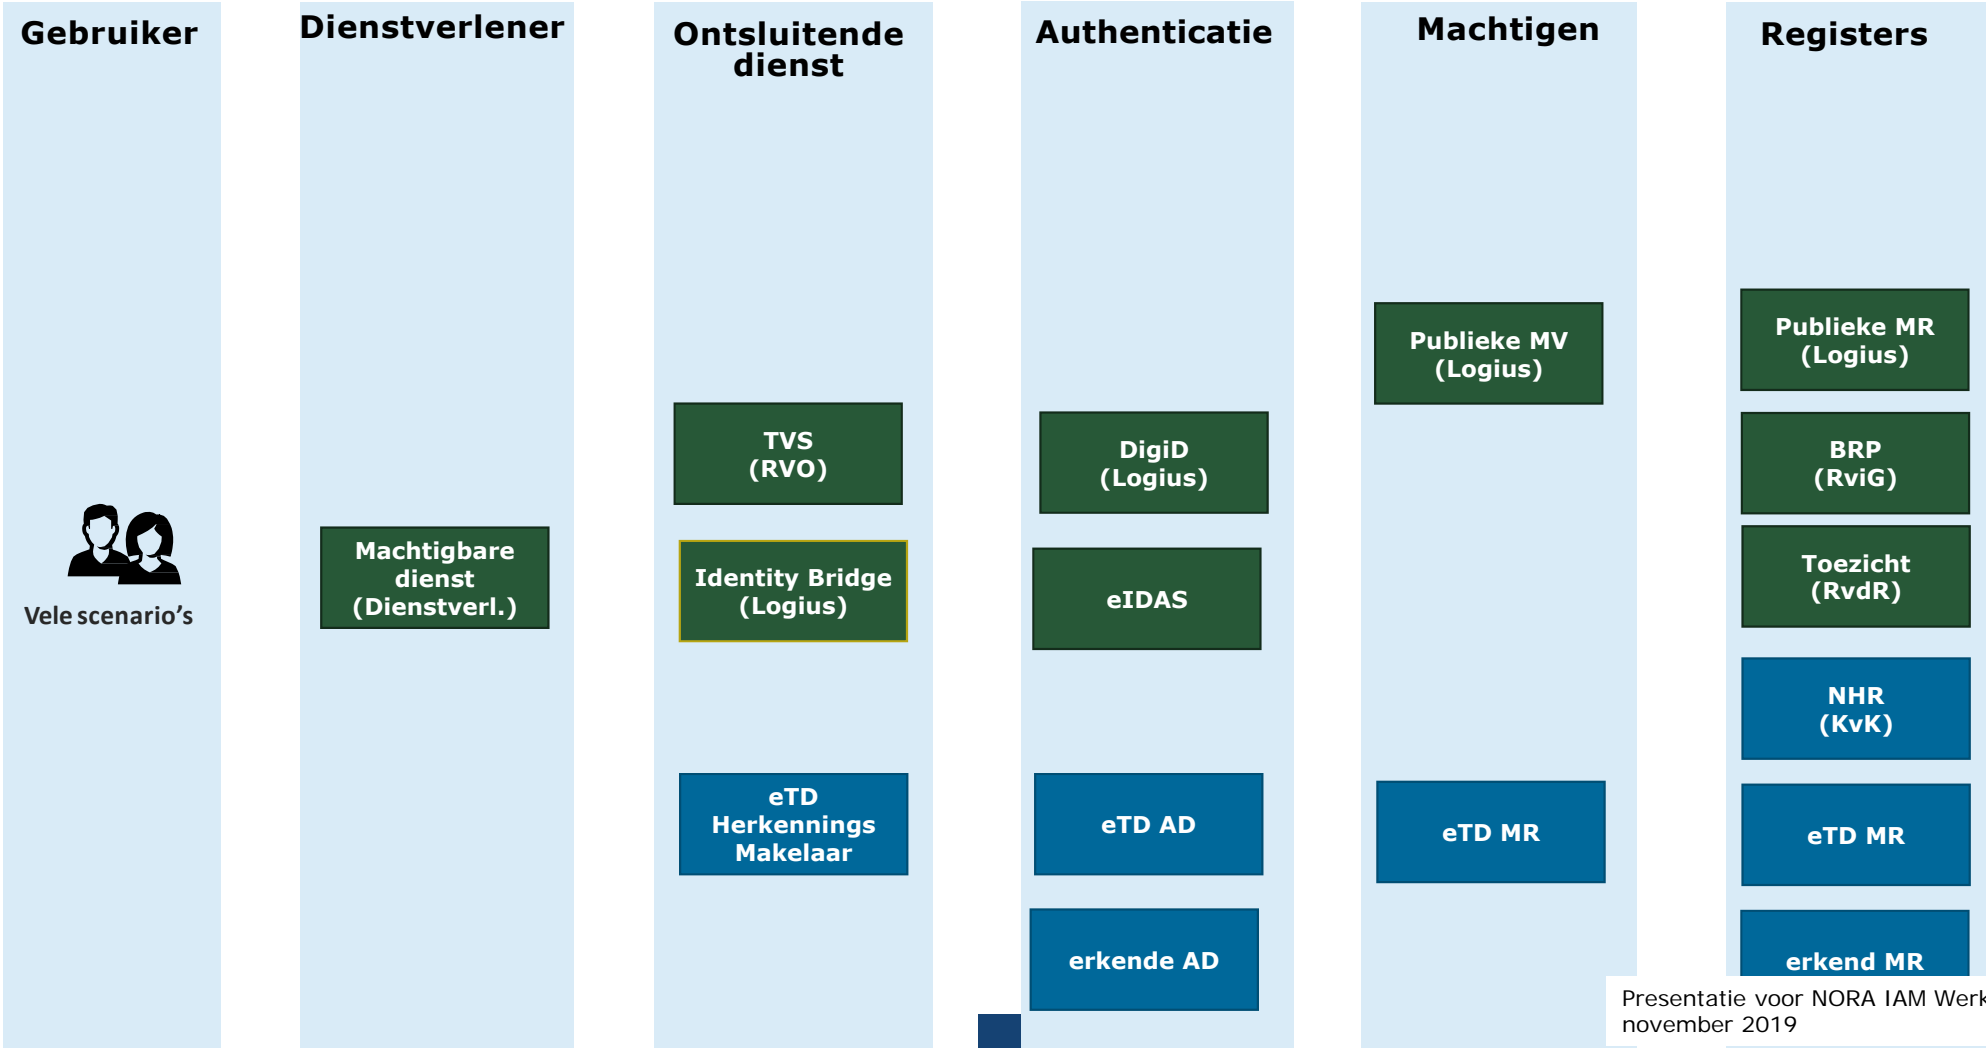 Gebruiker
Dienstverlener
Ontsluitende
dienst
Authenticatie
Machtigen
Registers
Vele scenario's
Machtigbare
dienst
(Dienstverl.)
TVS
(RVO)
Identity Bridge
(Logius)
eTD
Herkennings
Makelaar
DigiD
(Logius)
eIDAS
eTD AD
erkende AD
Publieke MV
(Logius)
eTD MR
Publieke MR
(Logius)
BRP
(RviG)
Toezicht
(RvdR)
NHR
(KvK)
eTD MR
erkend MR
Presentatie voor NORA IAM Werk
november 2019